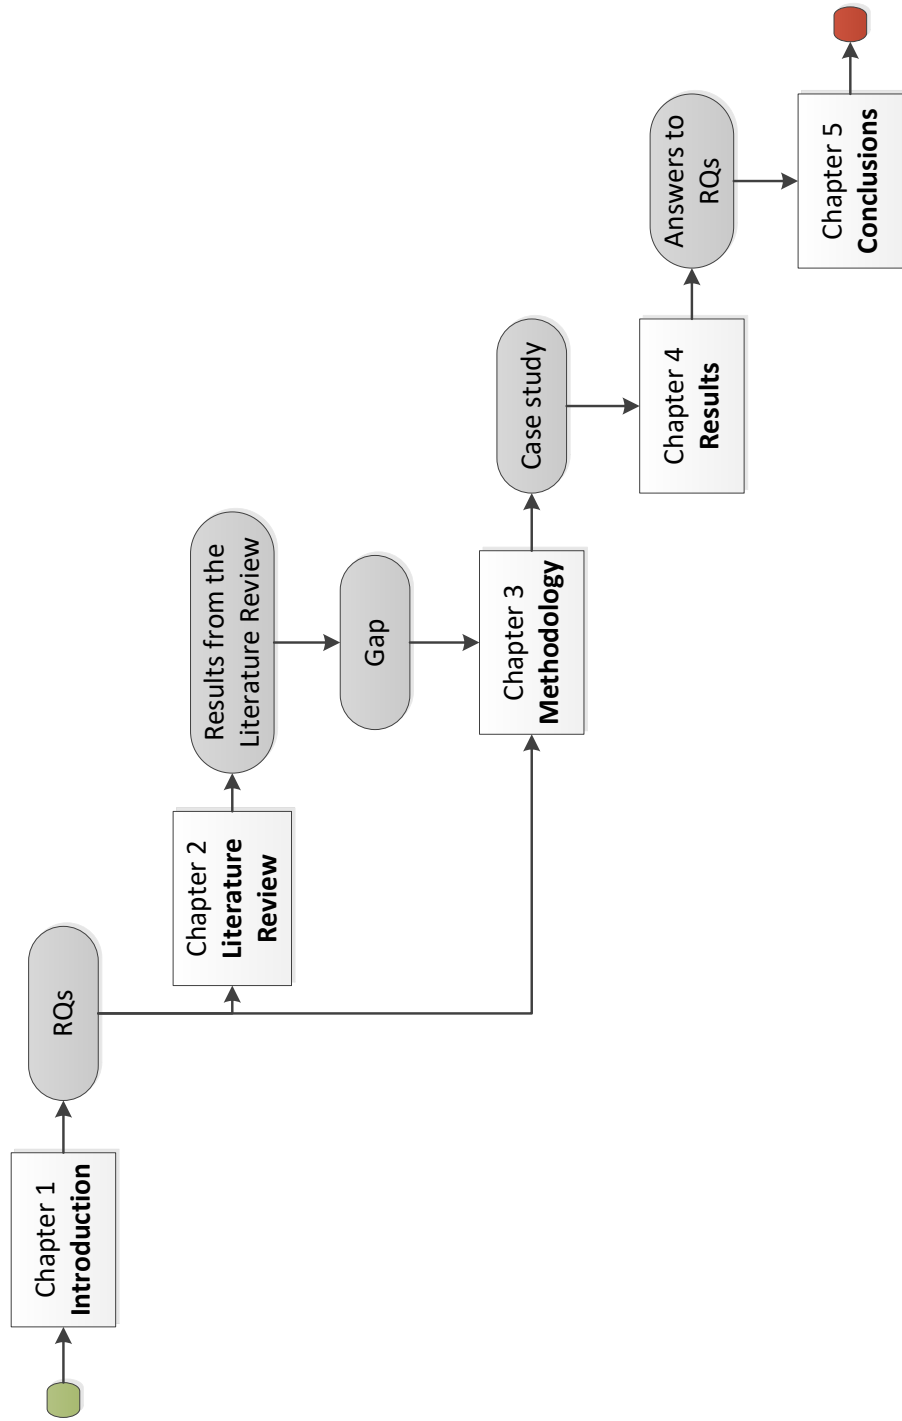 Chapter 1
Introduction
RQs
Chapter 2
Literature
Review
Results from the
Literature Review
Gap
Chapter 3
Methodology
Case study
Chapter 4
Results
Answers to
RQs
Chapter 5
Conclusions